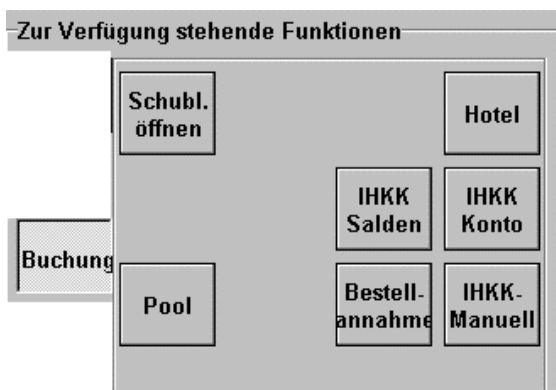 Zur Verfügung stehende Funktionen
Schubl.
öffnen
Hotel
IHKK
Salden
IHKK
Konto
Buchung
Pool
Bestell-
annahme
IHKK-
Manuell